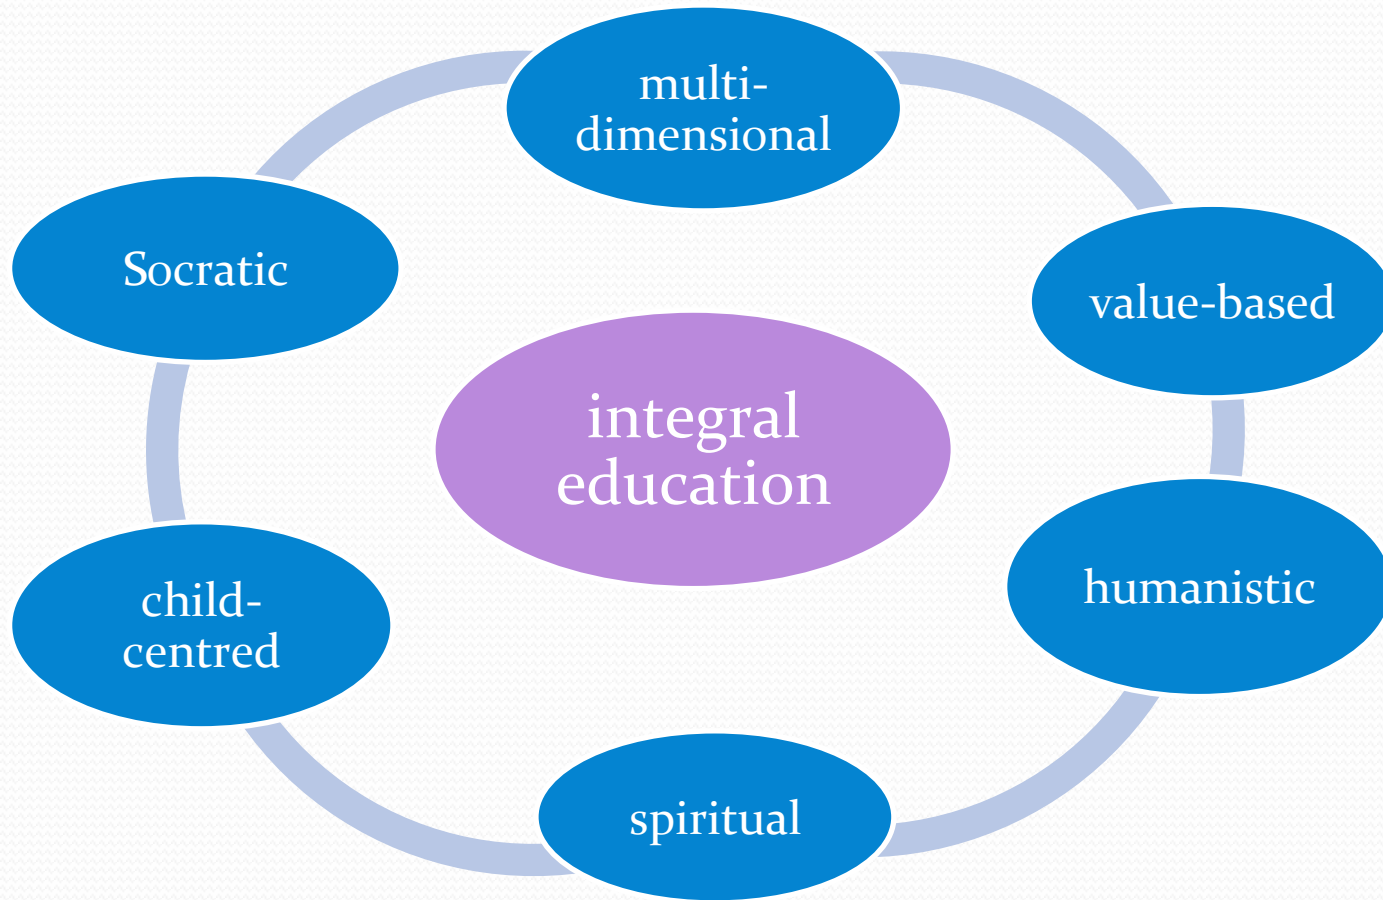 multi-
dimensional
value-based
humanistic
spiritual
child-
centred
Socratic
integral
education